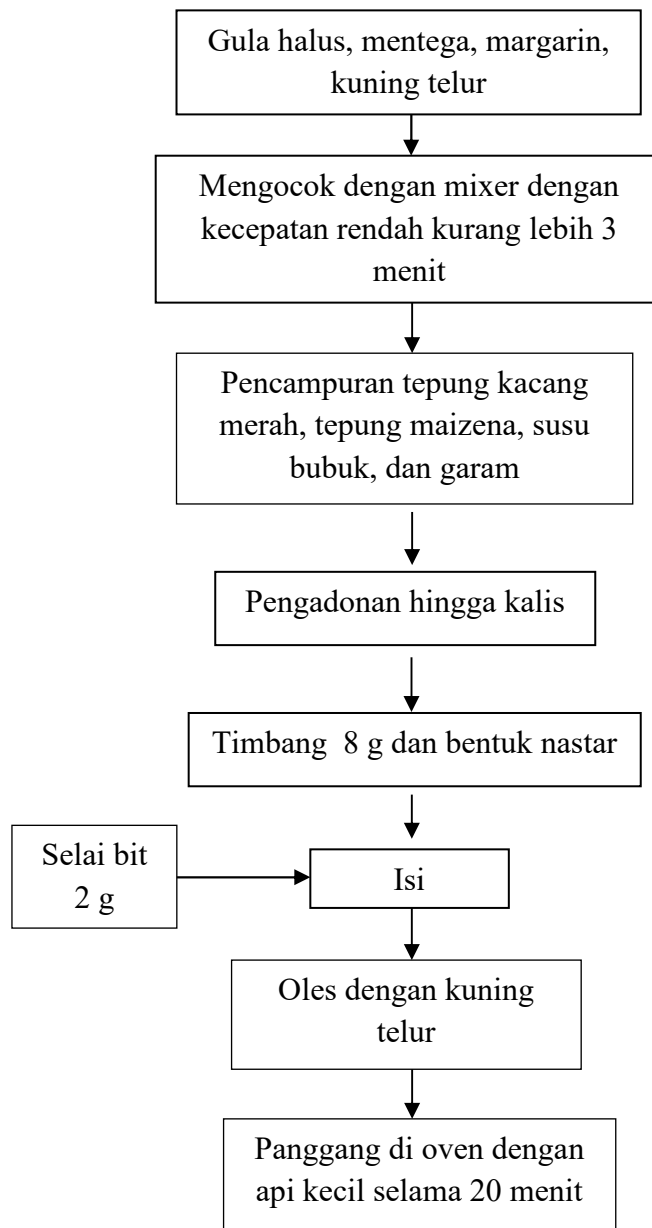 Gula halus, mentega, margarin,
kuning telur
Mengocok dengan mixer dengan
kecepatan rendah kurang lebih 3
menit
Pencampuran tepung kacang
merah, tepung maizena, susu
bubuk, dan garam
Pengadonan hingga kalis
Timbang  8 g dan bentuk nastar
Selai bit
2 g
Isi
Oles dengan kuning
telur
Panggang di oven dengan
api kecil selama 20 menit